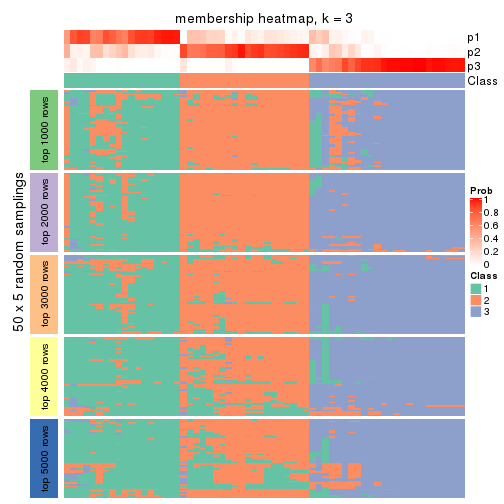 membership heatmap, k = 3
p1
p2
p3
Class
50 x 5 random samplings
top 1000 rows
top 2000 rows
top 3000 rows
top 4000 rows
top 5000 rows
Prob
1
0.8
0.6
0.4
0.2
0
Class
1
2
3